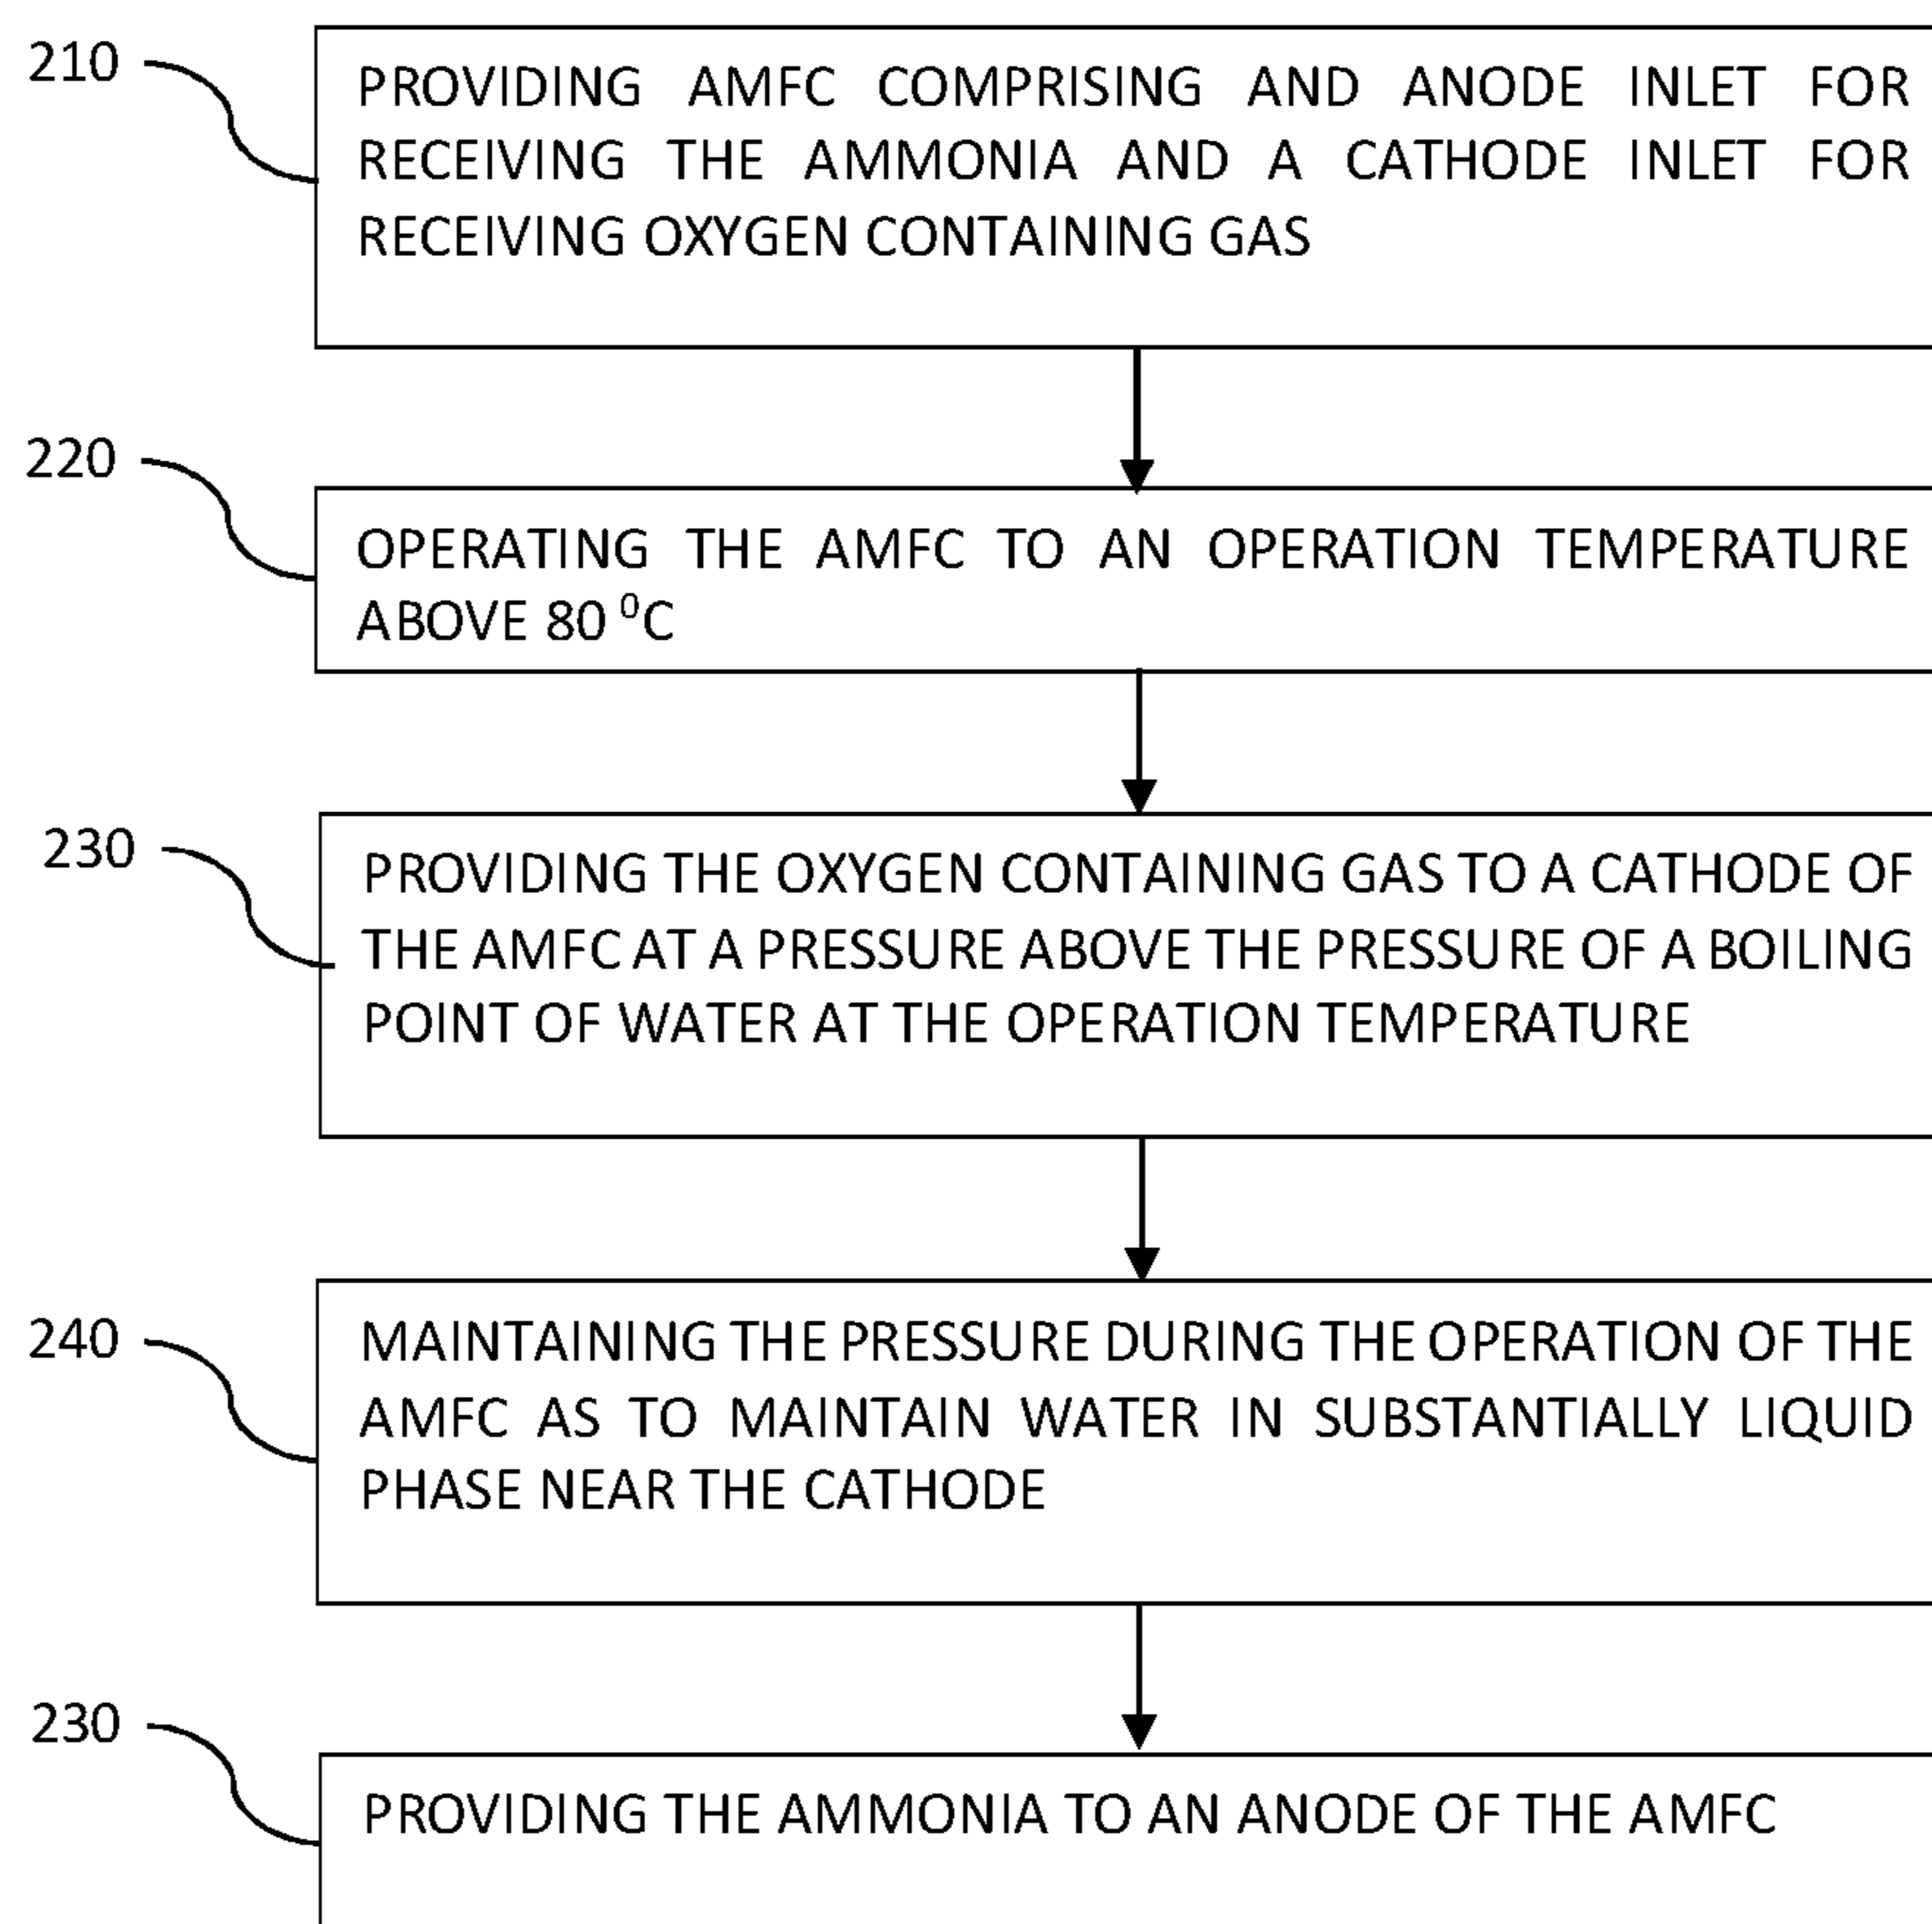 210
PROVIDING AMFC COMPRISING AND ANODE INLET FOR
RECEIVING THE AMMONIA AND A CATHODE INLET FOR
RECEIVING OXYGEN CONTAINING GAS
220
OPERATING THE AMFC TO AN OPERATION TEMPERATURE
ABOVE 80 ⁰C
230
PROVIDING THE OXYGEN CONTAINING GAS TO A CATHODE OF
THE AMFC AT A PRESSURE ABOVE THE PRESSURE OF A BOILING
POINT OF WATER AT THE OPERATION TEMPERATURE
240
MAINTAINING THE PRESSURE DURING THE OPERATION OF THE
AMFC AS TO MAINTAIN WATER IN SUBSTANTIALLY LIQUID
PHASE NEAR THE CATHODE
230
PROVIDING THE AMMONIA TO AN ANODE OF THE AMFC